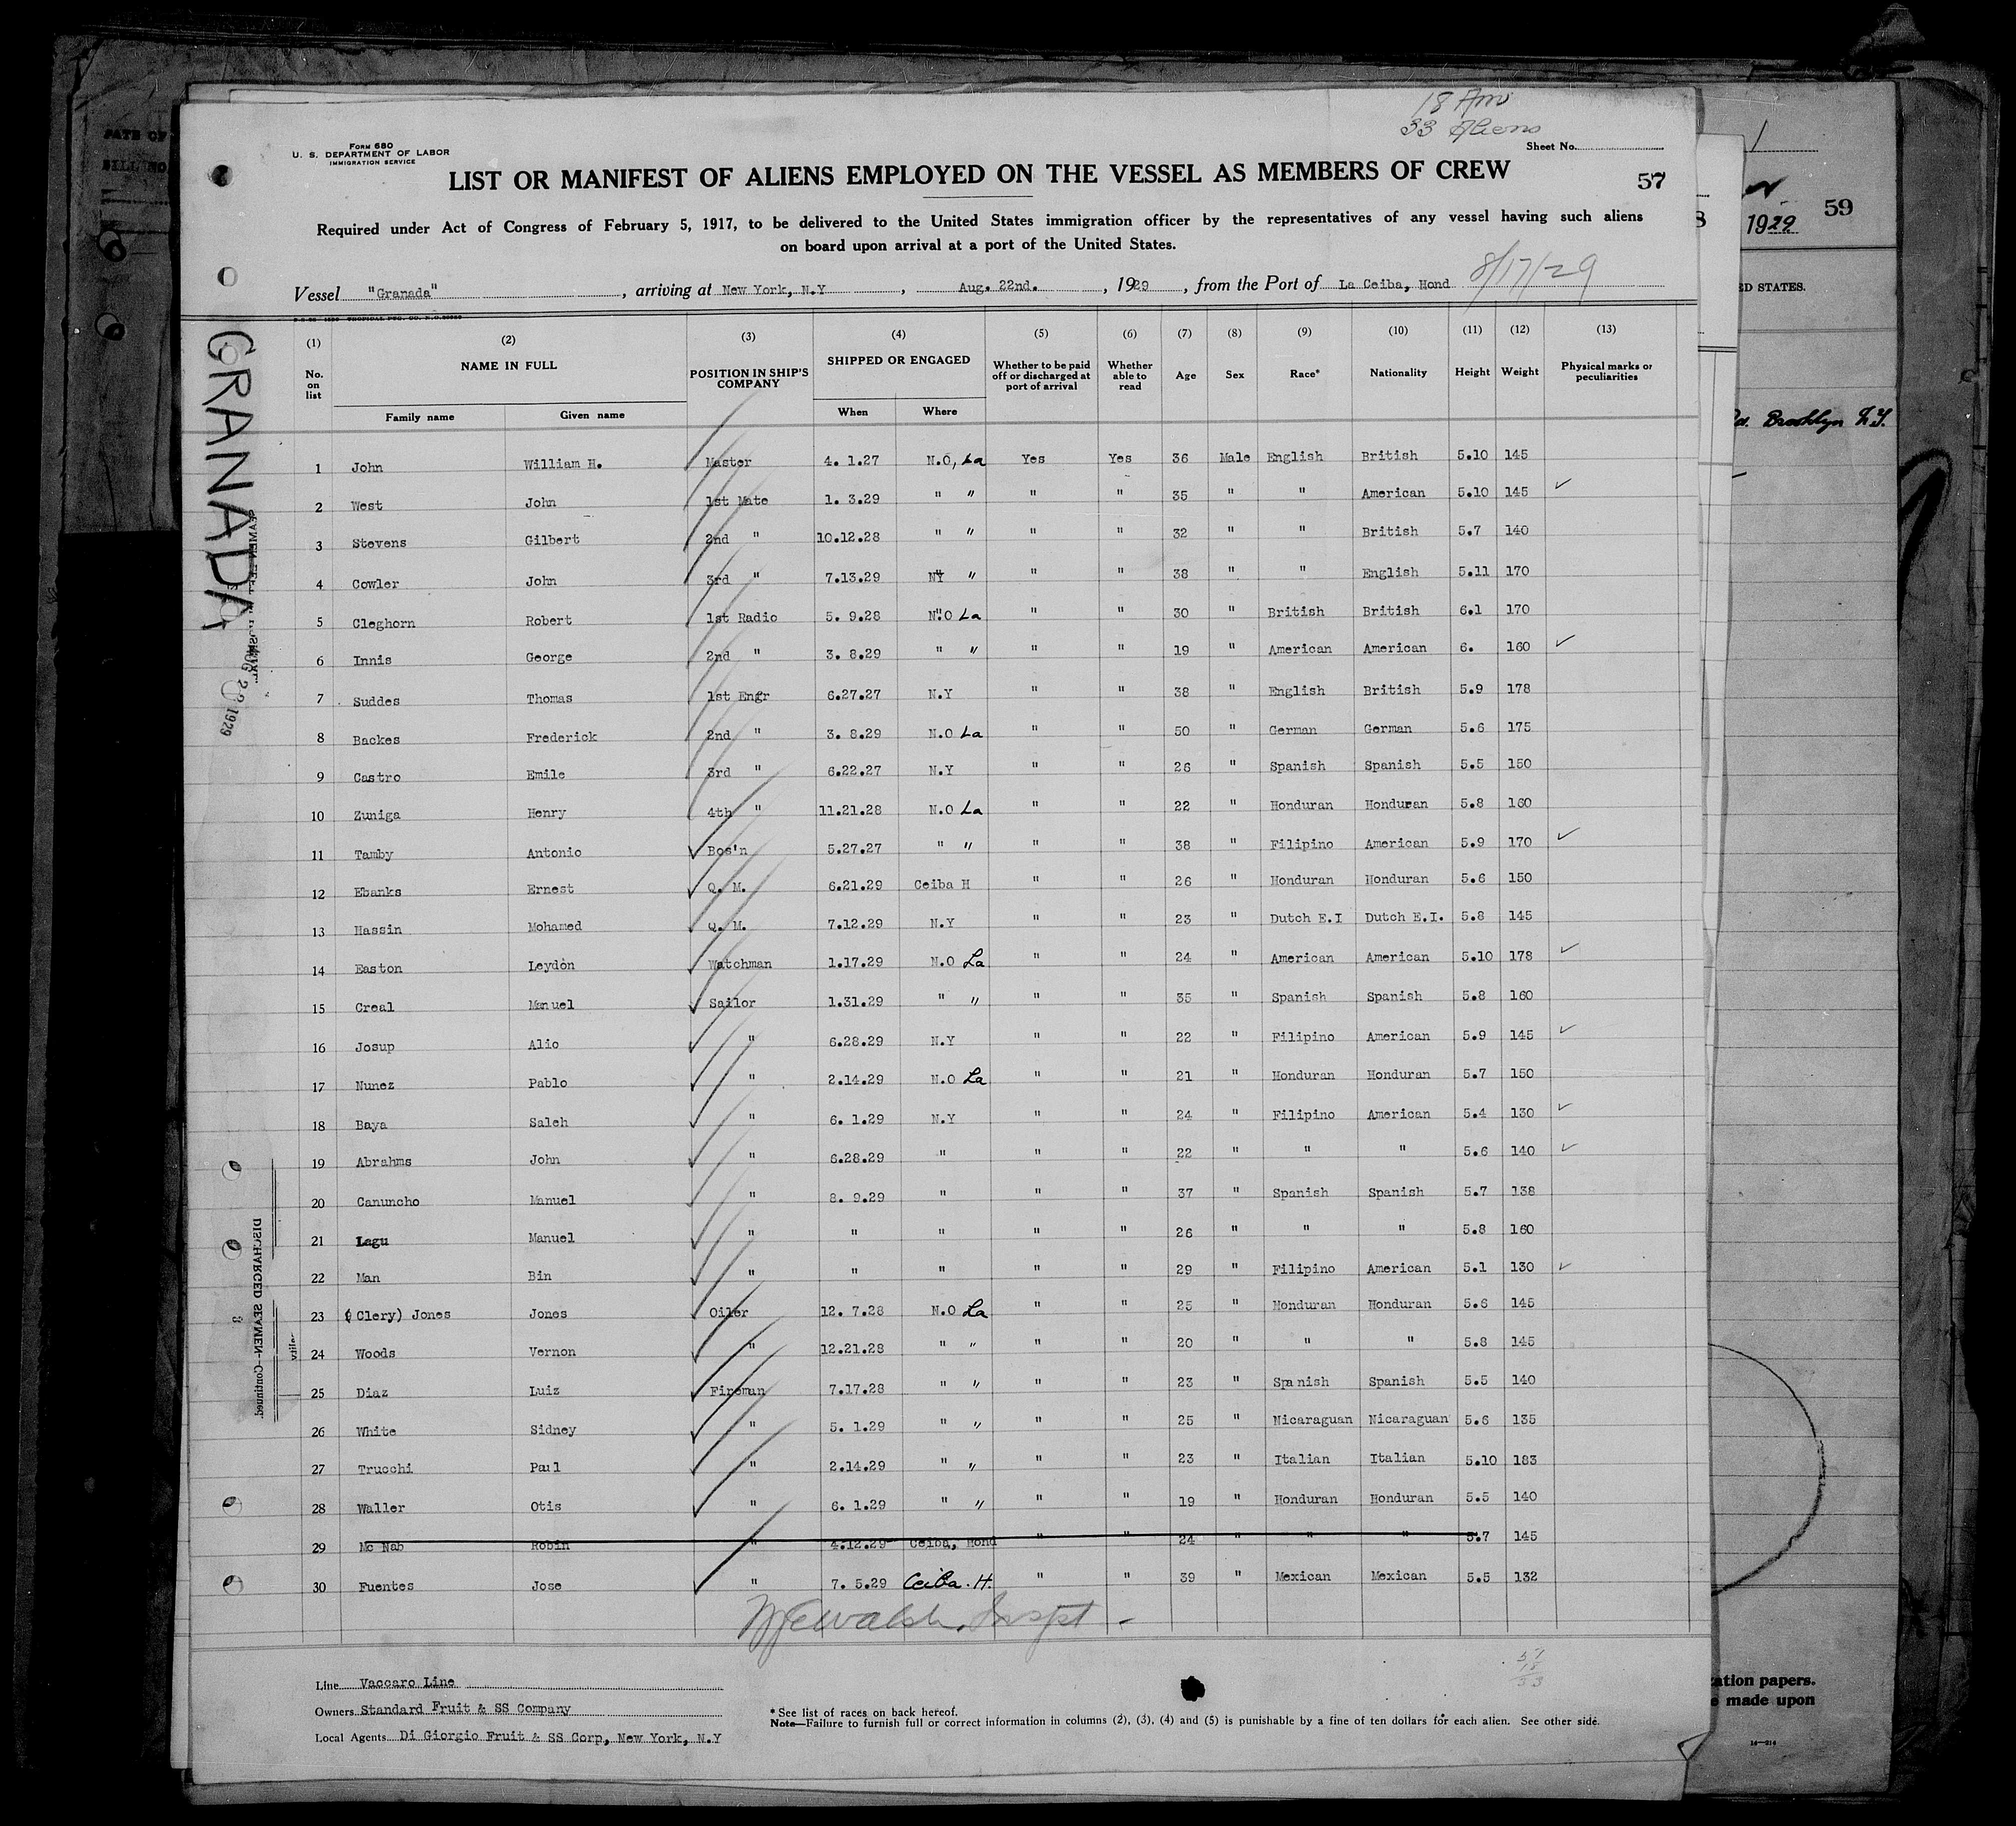 18 Am
33 Aliens
Form 680
U. S. DEPARTMENT OF LABOR
IMMIGRATION SERVICE
Sheet No.
LIST OR MANIFEST OF ALIENS EMPLOYED ON THE VESSEL AS MEMBERS OF CREW
57
Required under Act of Congress of February 5, 1917, to be delivered to the United States immigration officer by the representatives of any vessel having such aliens
on board upon arrival at a port of the United States.
8/17/29
Vessel "Granada" , arriving at New York, N.Y , Aug. 22nd. , 1929 , from the Port of La Ceiba, Hond
GRANADA
(1) (2) (3) (4) (5) (6) (7) (8) (9) (10) (11) (12) (13)
No. on list NAME IN FULL POSITION IN SHIP'S COMPANY SHIPPED OR ENGAGED Whether to be paid off or discharged at port of arrival Whether able to read Age Sex Race* Nationality Height Weight Physical marks or peculiarities
Family name Given name When Where
1 John William H. Master 4. 1.27 N.O, La Yes Yes 36 Male English British 5.10 145
2 West John 1st Mate 1. 3.29 " " " " 35 " " American 5.10 145 ✓
3 Stevens Gilbert 2nd " 10.12.28 " " " " 32 " " British 5.7 140
4 Cowler John 3rd " 7.13.29 NY " " " 38 " " English 5.11 170
5 Cleghorn Robert 1st Radio 5. 9.28 N.O La " " 30 " British British 6.1 170
6 Innis George 2nd " 3. 8.29 " " " " 19 " American American 6. 160 ✓
7 Suddes Thomas 1st Engr 6.27.27 N.Y " " 38 " English British 5.9 178
8 Backes Frederick 2nd " 3. 8.29 N.O La " " 50 " German German 5.6 175
9 Castro Emile 3rd " 6.22.27 N.Y " " 26 " Spanish Spanish 5.5 150
10 Zuniga Henry 4th " 11.21.28 N.O La " " 22 " Honduran Honduran 5.8 160
11 Tamby Antonio Bos'n 5.27.27 " " " " 38 " Filipino American 5.9 170 ✓
12 Ebanks Ernest Q. M. 6.21.29 Ceiba H " " 26 " Honduran Honduran 5.6 150
13 Hassin Mohamed Q. M. 7.12.29 N.Y " " 23 " Dutch E.I Dutch E.I. 5.8 145
14 Easton Leydon Watchman 1.17.29 N.O La " " 24 " American American 5.10 178 ✓
15 Creal Manuel Sailor 1.31.29 " " " " 35 " Spanish Spanish 5.8 160
16 Josup Alio " 6.28.29 N.Y " " 22 " Filipino American 5.9 145 ✓
17 Nunez Pablo " 2.14.29 N.O La " " 21 " Honduran Honduran 5.7 150
18 Baya Saleh " 6. 1.29 N.Y " " 24 " Filipino American 5.4 130 ✓
19 Abrahms John " 6.28.29 " " " 22 " " " 5.6 140 ✓
20 Canuncho Manuel " 8. 9.29 " " " 37 " Spanish Spanish 5.7 138
21 Lagu Manuel " " " " " 26 " " " 5.8 160
22 Man Bin " " " " " 29 " Filipino American 5.1 130 ✓
23 (Clery) Jones Jones Oiler 12. 7.28 N.O La " " 25 " Honduran Honduran 5.6 145
24 Woods Vernon " 12.21.28 " " " " 20 " " " 5.8 145
25 Diaz Luiz Fireman 7.17.28 " " " " 23 " Spanish Spanish 5.5 140
26 White Sidney " 5. 1.29 " " " " 25 " Nicaraguan Nicaraguan 5.6 135
27 Trucchi Paul " 2.14.29 " " " " 23 " Italian Italian 5.10 183
28 Waller Otis " 6. 1.29 " " " " 19 " Honduran Honduran 5.5 140
29 Mc Nab Robin " 4.12.29 Ceiba, Hond " " 24 " " " 5.7 145
30 Fuentes Jose " 7. 5.29 Ceiba. H. " " 39 " Mexican Mexican 5.5 132
Walsh, Inspt
Line Vaccaro Line
Owners Standard Fruit & SS Company
Local Agents Di Giorgio Fruit & SS Corp, New York, N.Y
* See list of races on back hereof.
Note—Failure to furnish full or correct information in columns (2), (3), (4) and (5) is punishable by a fine of ten dollars for each alien. See other side.
DISCHARGED SEAMEN—Continued.
59
1929
ED STATES.
Brooklyn N.Y.
ation papers.
made upon
14—214